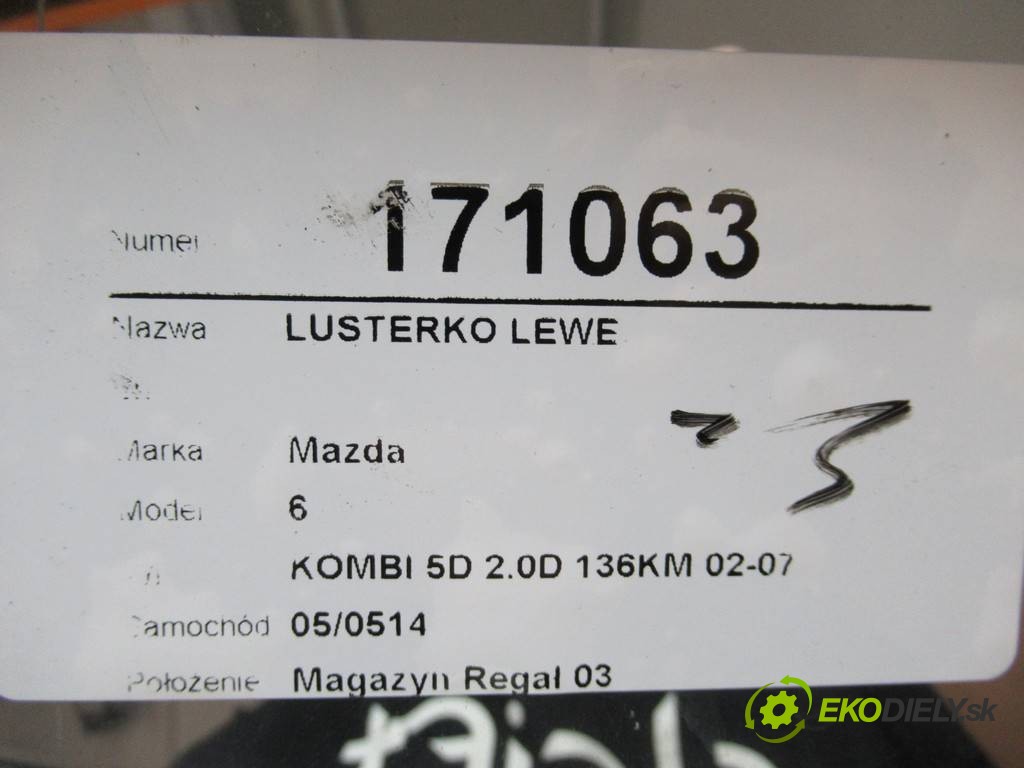 Numer 171063
Nazwa LUSTERKO LEWE
Marka Mazda
Model 6
KOMBI 5D 2.0D 136KM 02-07
Samochód 05/0514
Położenie Magazyn Regał 03
EKODIELY.sk